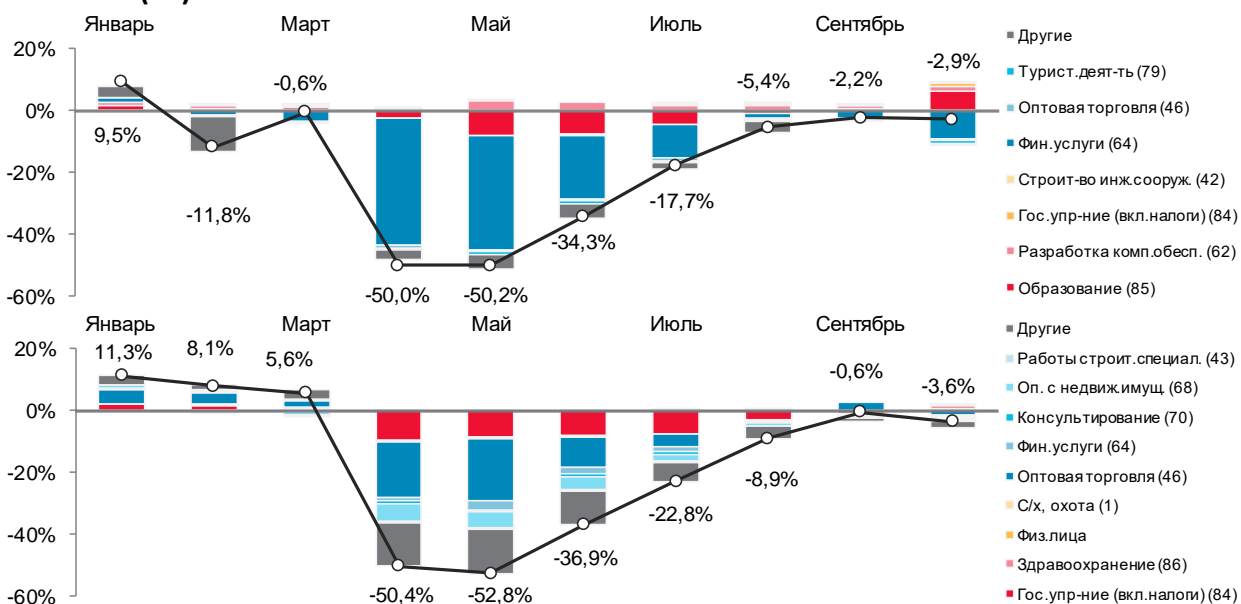 Январь Март Май Июль Сентябрь
20%
0%
-20%
-40%
-60%
9,5%
-11,8%
-0,6%
-50,0%
-50,2%
-34,3%
-17,7%
-5,4%
-2,2%
-2,9%
Другие
Турист.деят-ть (79)
Оптовая торговля (46)
Фин.услуги (64)
Строит-во инж.сооруж. (42)
Гос.упр-ние (вкл.налоги) (84)
Разработка комп.обесп. (62)
Образование (85)
Январь Март Май Июль Сентябрь
20%
0%
-20%
-40%
-60%
11,3%
8,1%
5,6%
-50,4%
-52,8%
-36,9%
-22,8%
-8,9%
-0,6%
-3,6%
Другие
Работы строит.специал. (43)
Оп. с недвиж.имущ. (68)
Консультирование (70)
Фин.услуги (64)
Оптовая торговля (46)
С/х, охота (1)
Физ.лица
Здравоохранение (86)
Гос.упр-ние (вкл.налоги) (84)